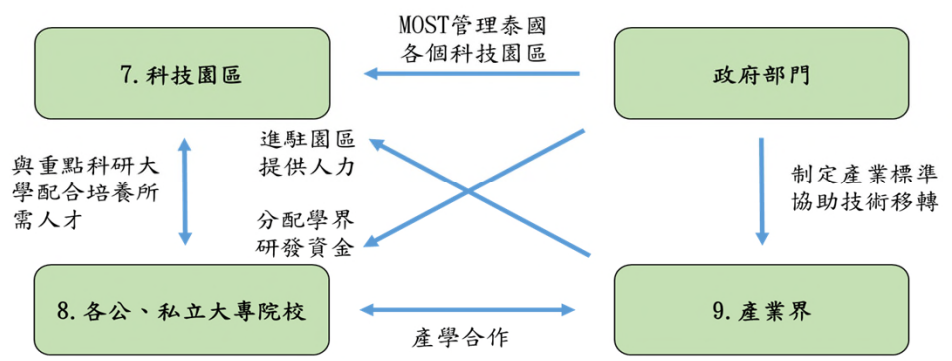 MOST管理泰國
各個科技園區
7.科技園區
政府部門
進駐園區
提供人力
與重點科研大
學配合培養所
需人才
制定產業標準
協助技術移轉
分配學界
研發資金
8.各公、私立大專院校
9.產業界
產學合作